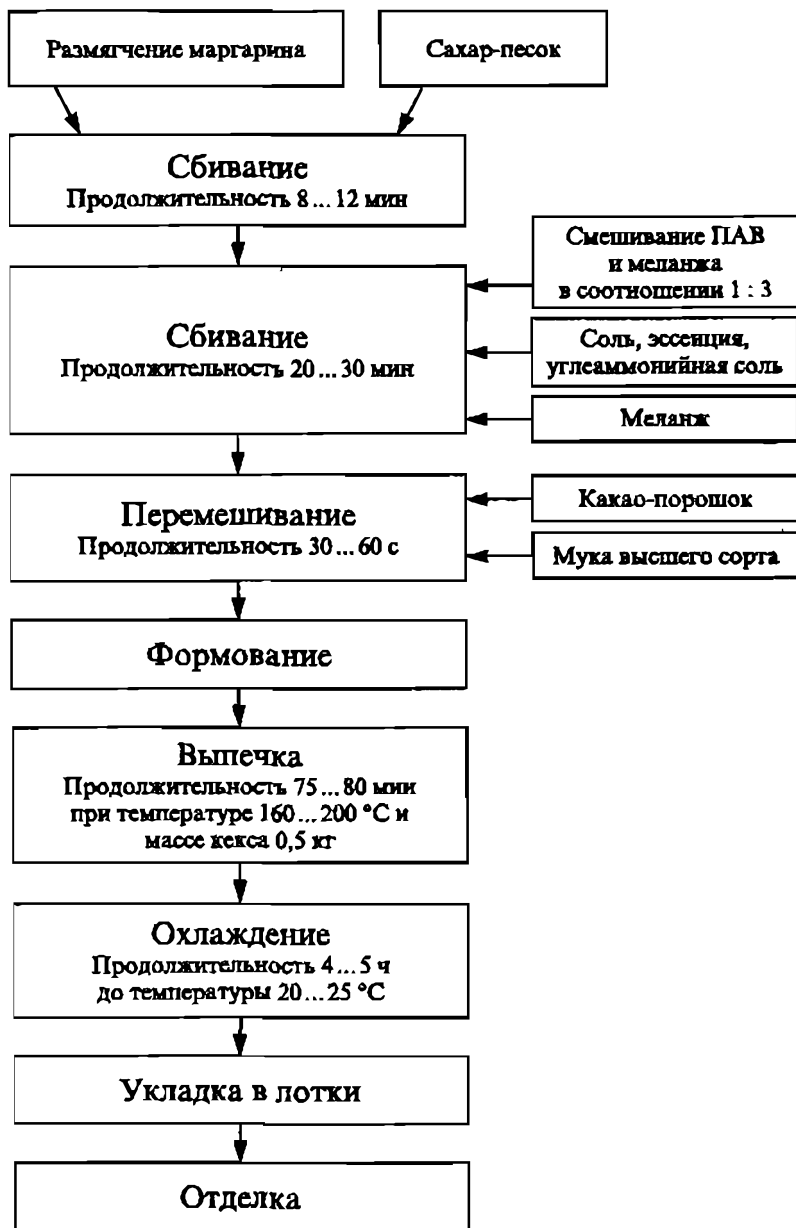 Размягчение маргарина
Сахар-песок
Сбивание
Продолжительность 8...12 мин
Смешивание ПАВ
и меланжа
в соотношении 1 : 3
Сбивание
Продолжительность 20...30 мин
Соль, эссенция,
углеаммонийная соль
Меланж
Перемешивание
Продолжительность 30...60 с
Какао-порошок
Мука высшего сорта
Формование
Выпечка
Продолжительность 75...80 мии
при температуре 160...200 °С и
массе кекса 0,5 кг
Охлаждение
Продолжительность 4...5 ч
до температуры 20...25 °С
Укладка в лотки
Отделка